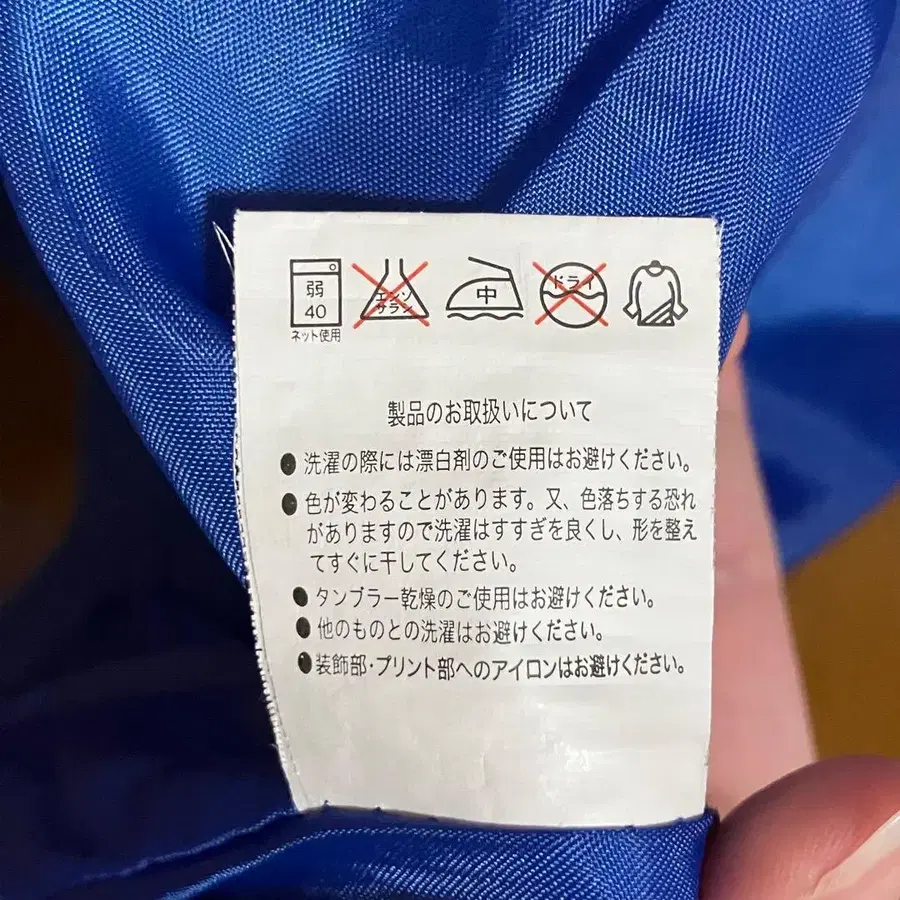 弱
40
ネット使用
エンソ
サラシ
中
ドライ
製品のお取扱いについて
●洗濯の際には漂白剤のご使用はお避けください。
●色が変わることがあります。又、色落ちする恐れ
がありますので洗濯はすすぎを良くし、形を整え
てすぐに干してください。
●タンブラー乾燥のご使用はお避けください。
●他のものとの洗濯はお避けください。
●装飾部・プリント部へのアイロンはお避けください。